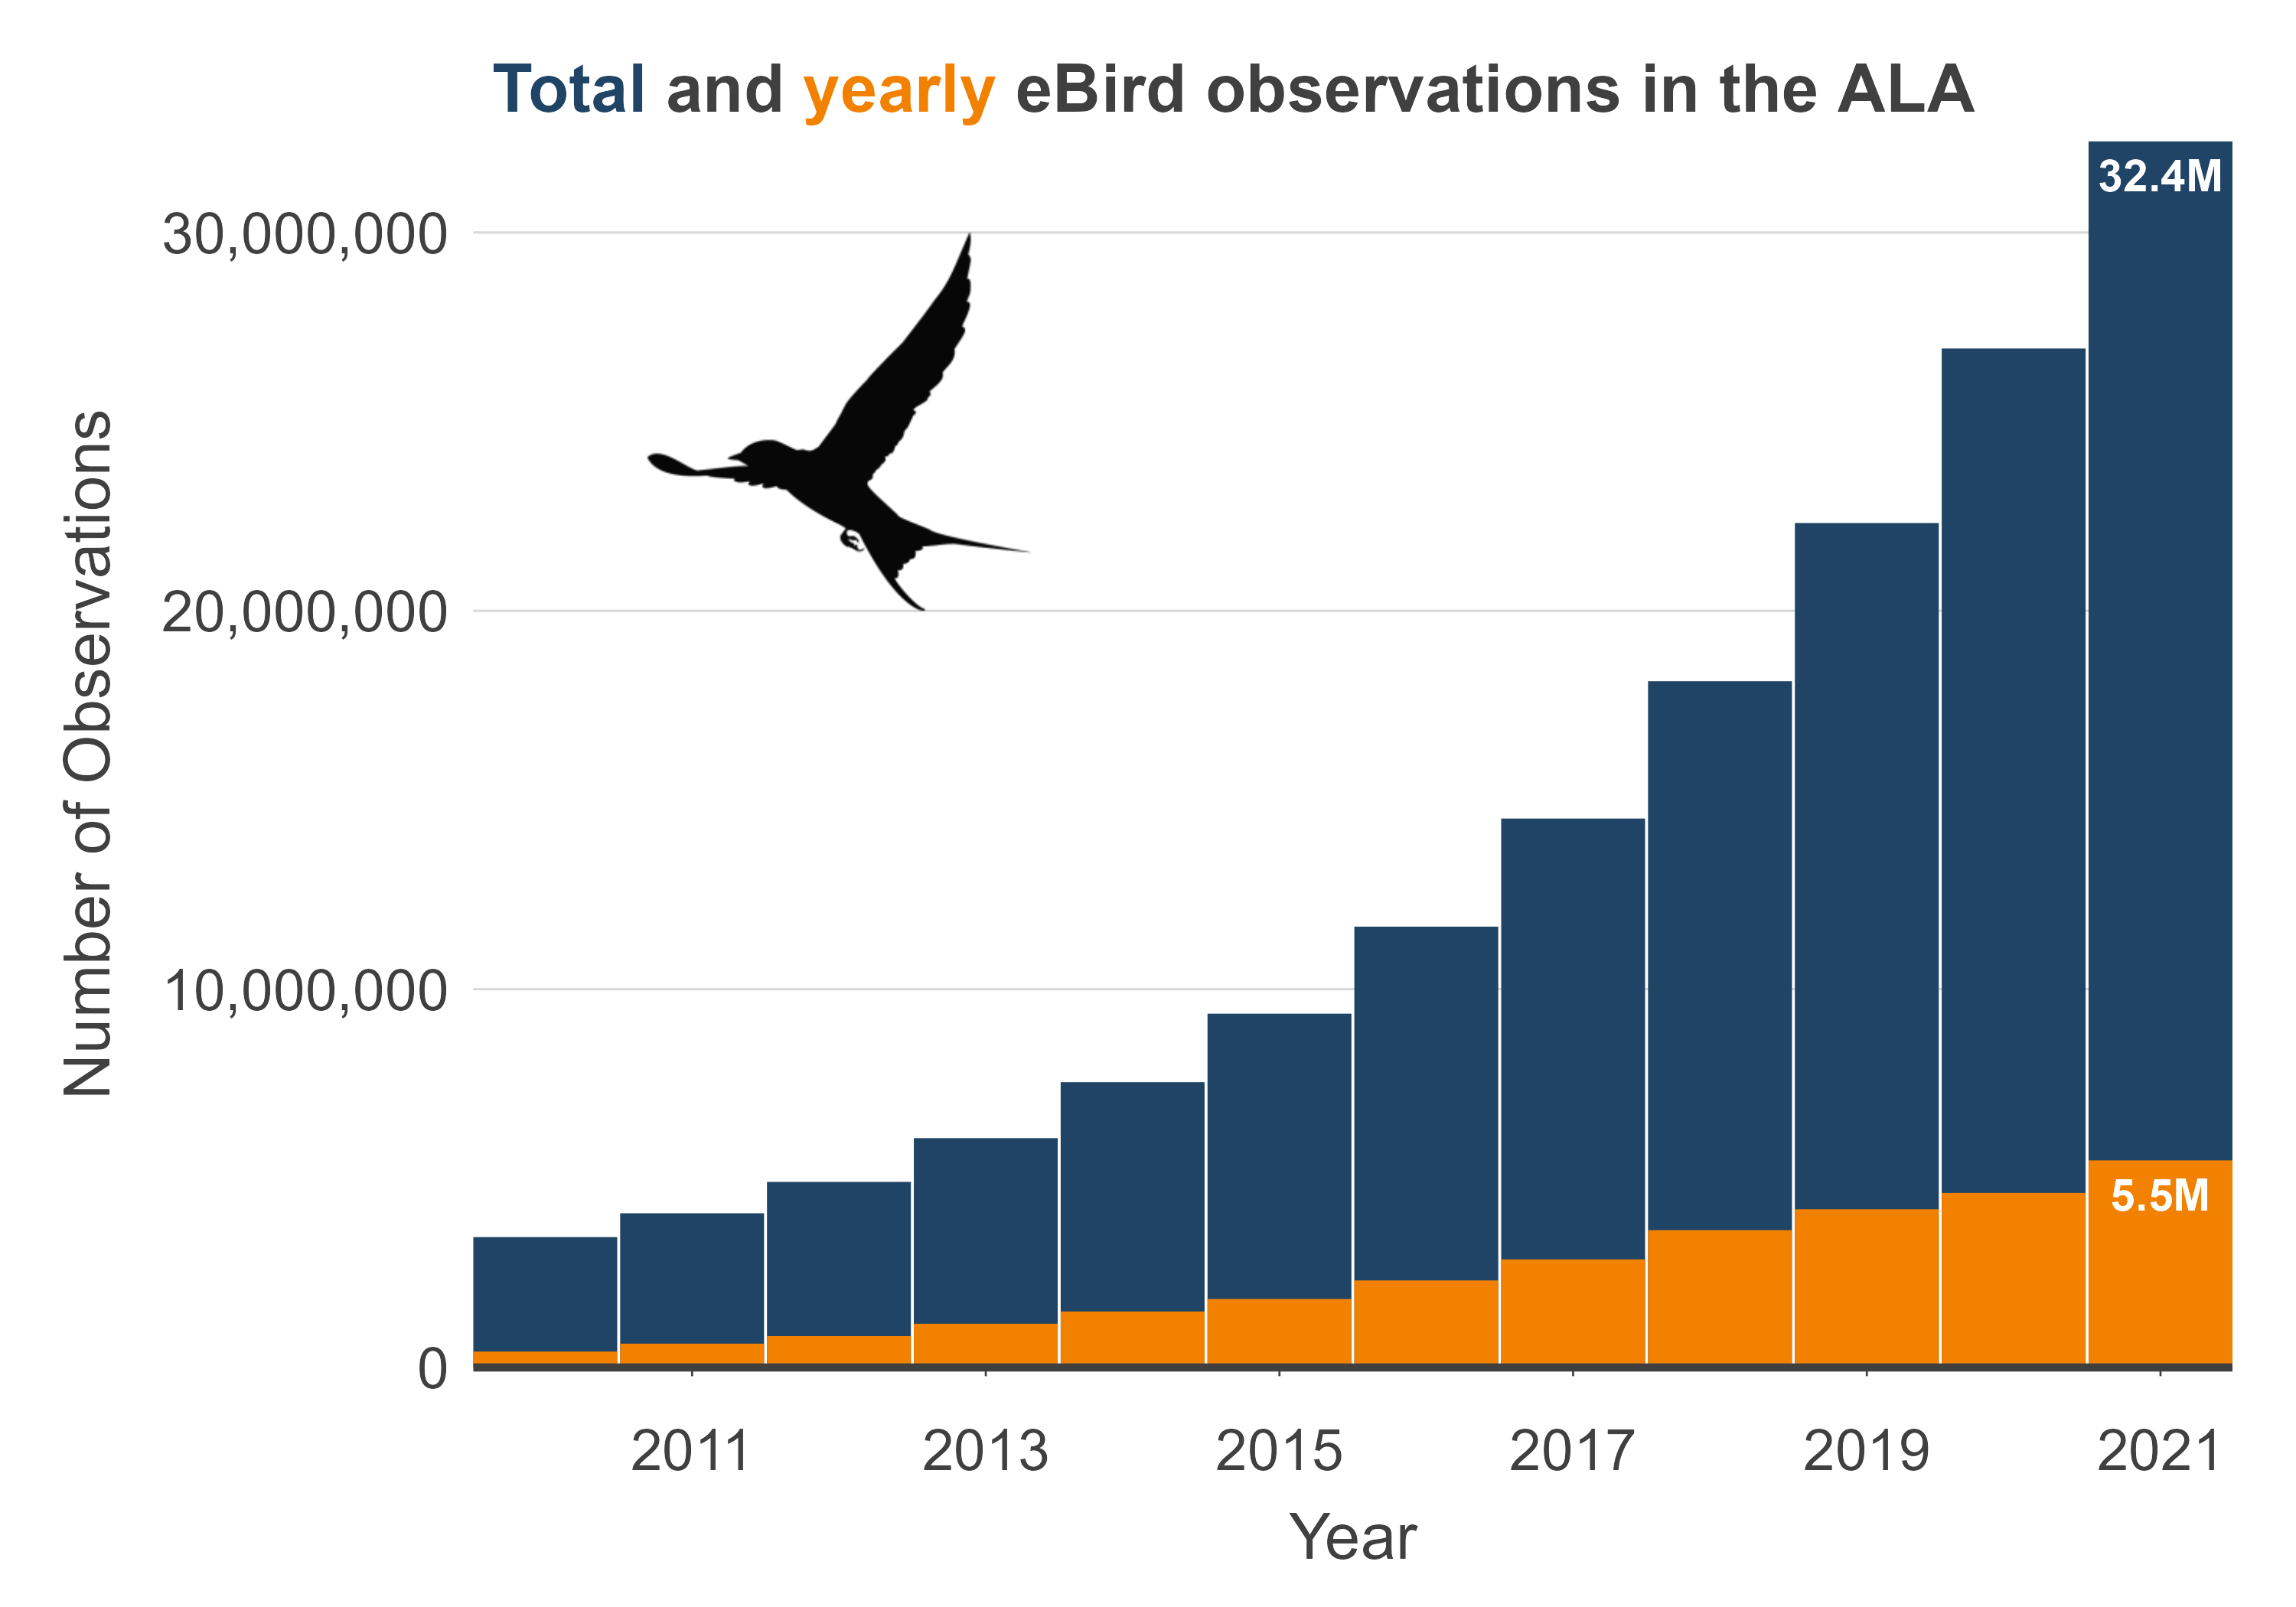 Total and yearly eBird observations in the ALA
32.4M
30,000,000
20,000,000
10,000,000
0
Number of Observations
5.5M
2011
2013
2015
2017
2019
2021
Year